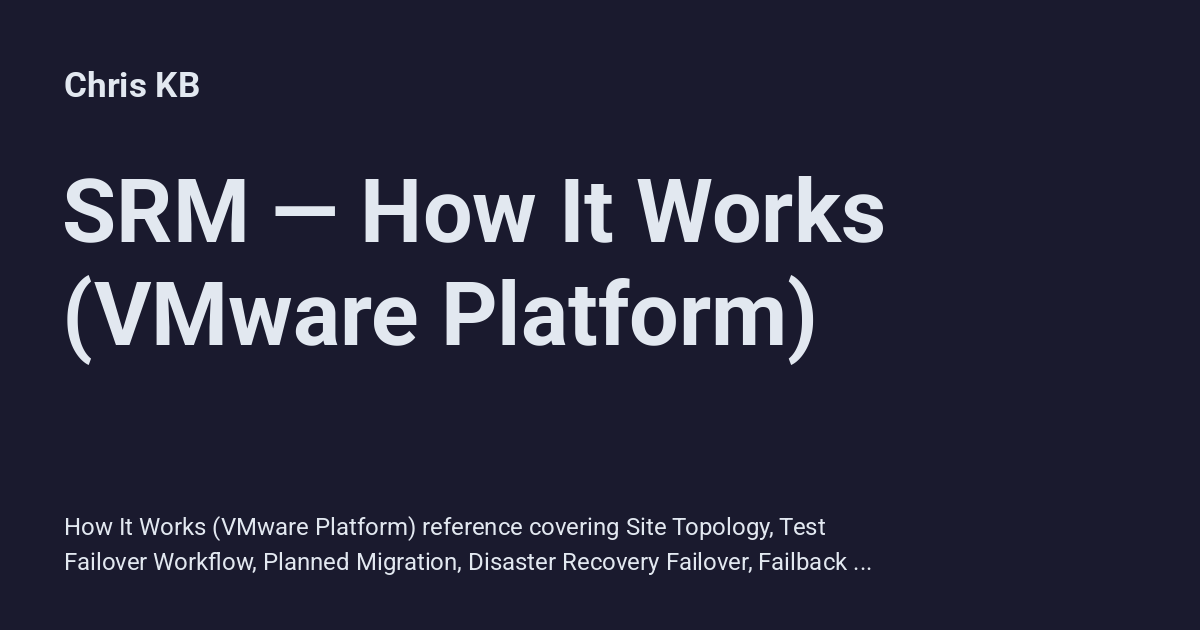 Chris KB
SRM — How It Works
(VMware Platform)
How It Works (VMware Platform) reference covering Site Topology, Test
Failover Workflow, Planned Migration, Disaster Recovery Failover, Failback ...